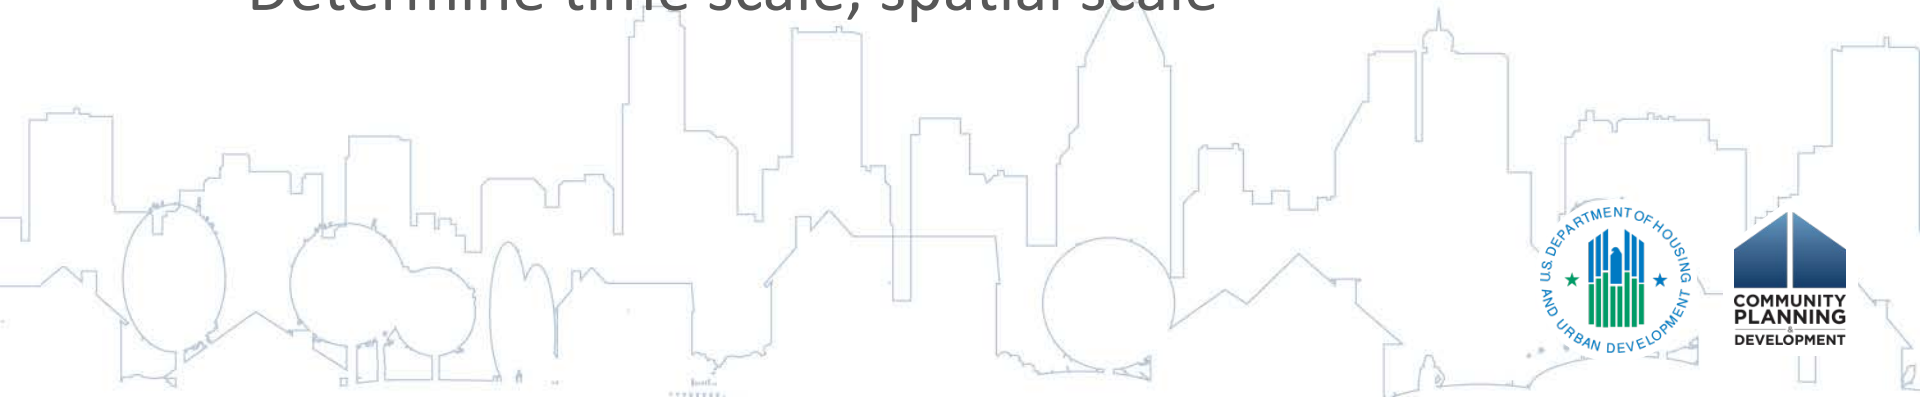 Determine time scale, spatial scale
U.S. DEPARTMENT OF HOUSING
AND URBAN DEVELOPMENT
COMMUNITY
PLANNING
&
DEVELOPMENT